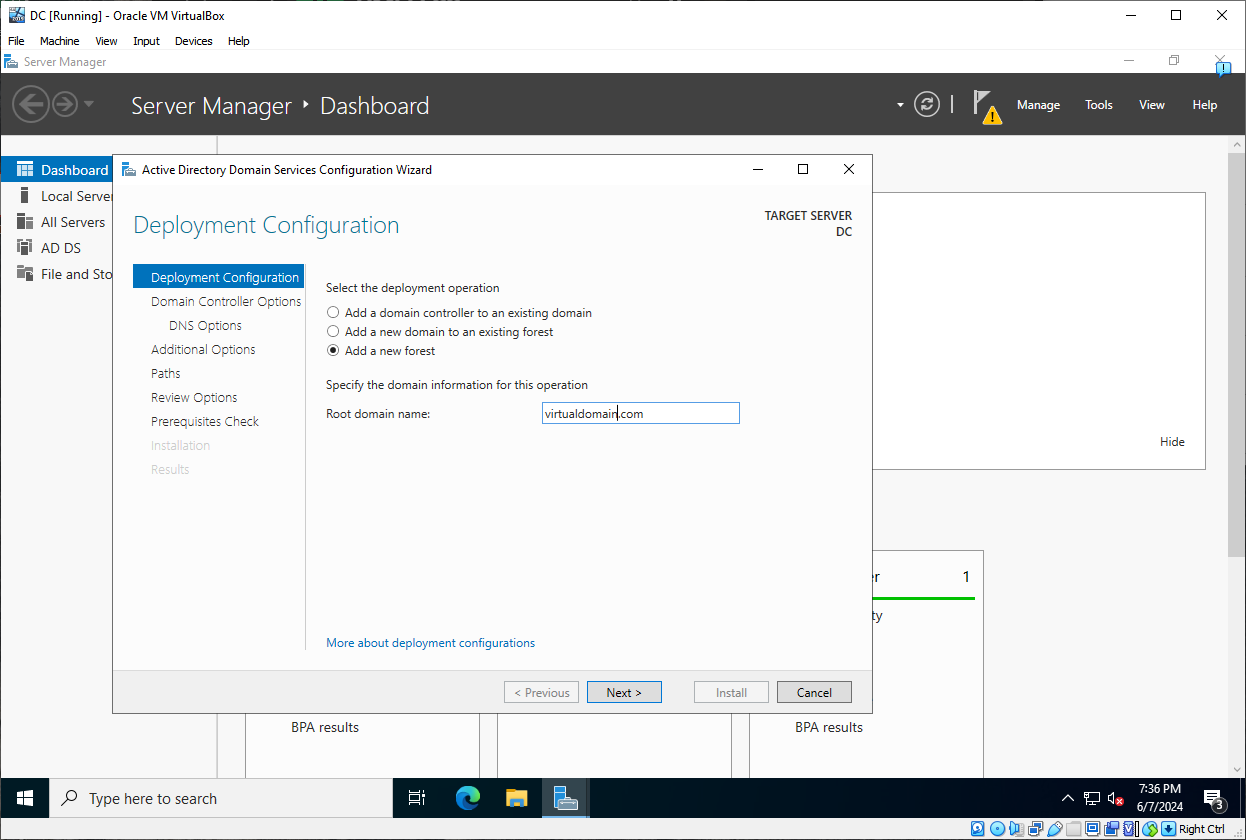 DC [Running] - Oracle VM VirtualBox
File Machine View Input Devices Help
Server Manager
Server Manager Dashboard
Manage Tools View Help
Dashboard
Local Server
All Servers
AD DS
File and Sto
Active Directory Domain Services Configuration Wizard
Deployment Configuration
TARGET SERVER
DC
Deployment Configuration
Domain Controller Options
DNS Options
Additional Options
Paths
Review Options
Prerequisites Check
Installation
Results
Select the deployment operation
Add a domain controller to an existing domain
Add a new domain to an existing forest
Add a new forest
Specify the domain information for this operation
Root domain name: virtualdomain.com
More about deployment configurations
< Previous Next > Install Cancel
Hide
er 1
ty
BPA results
BPA results
Type here to search
7:36 PM
6/7/2024
3
Right Ctrl